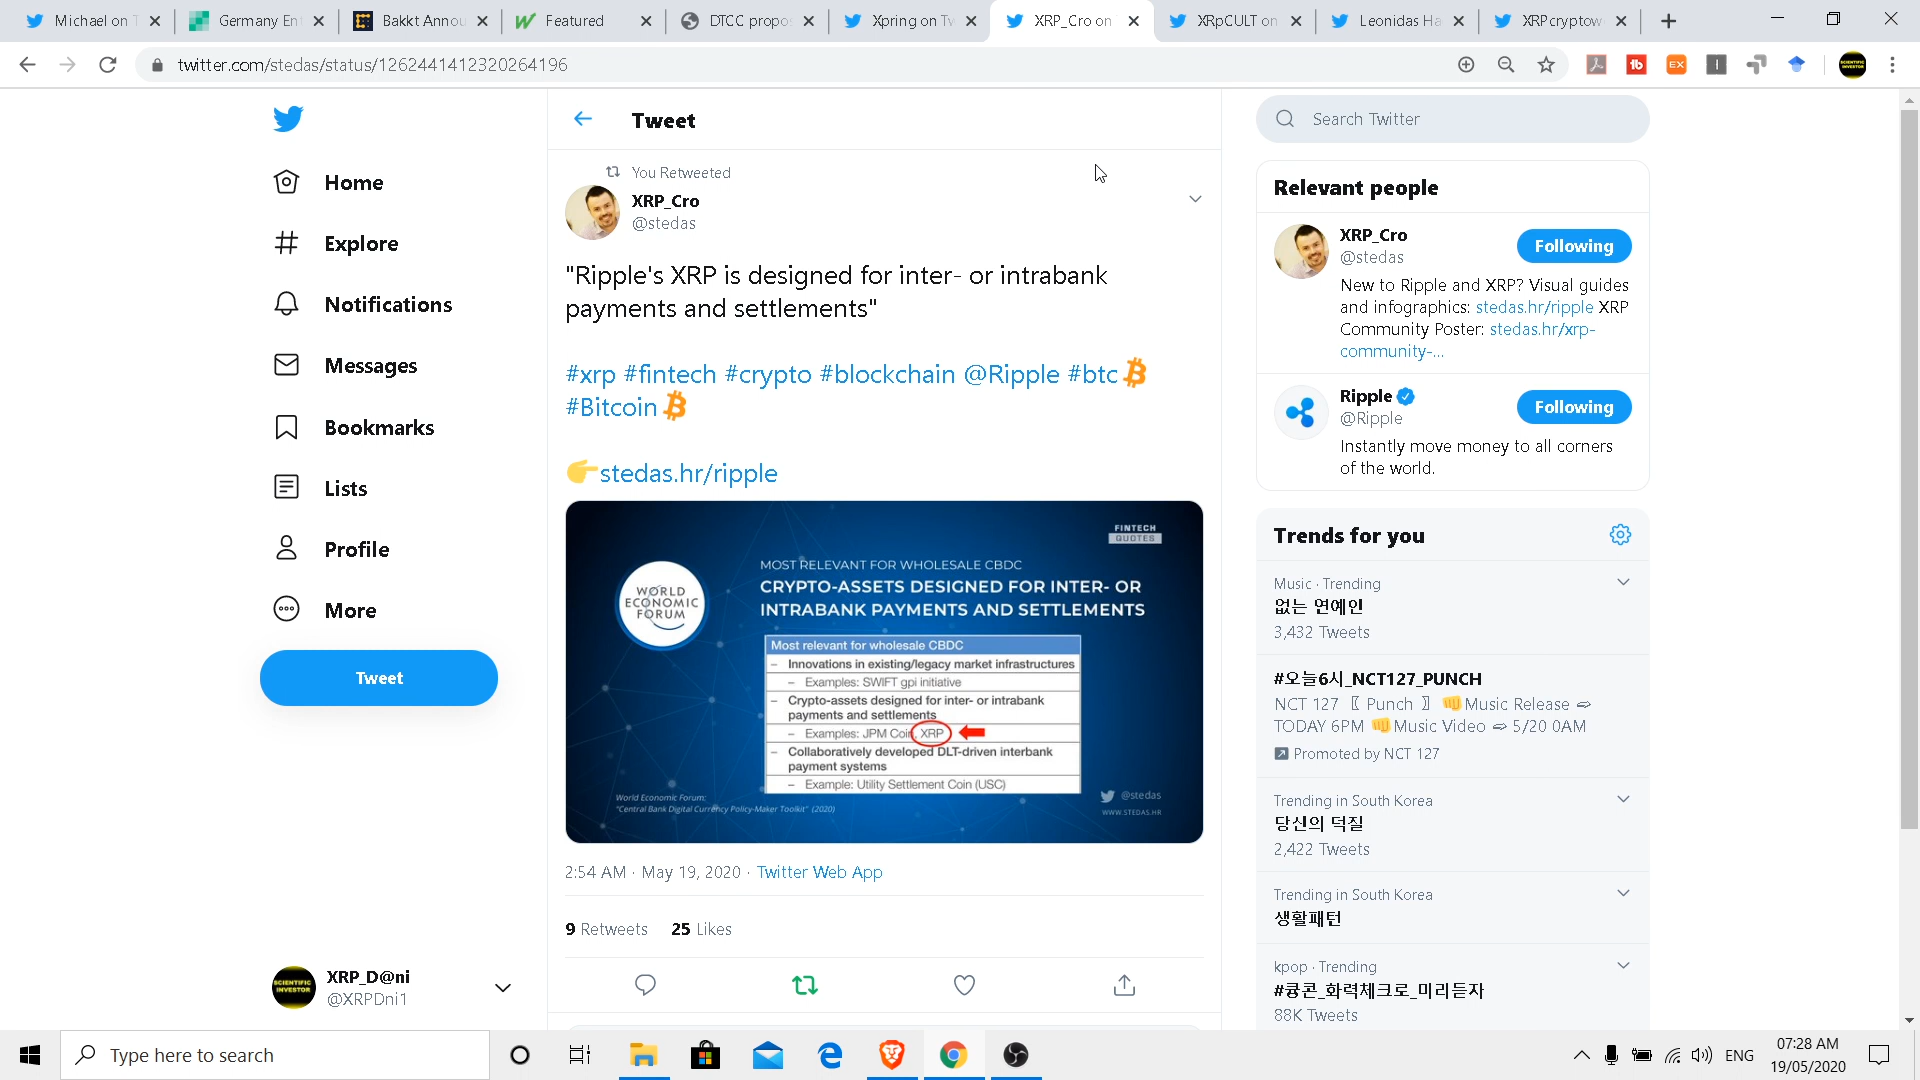 Michael on T
Germany En
Bakkt Annou
Featured
DTCC propo
Xpring on Tw
XRP_Cro on
XRpCULT on
Leonidas Ha
XRPcryptow
twitter.com/stedas/status/1262441412320264196
Home
Explore
Notifications
Messages
Bookmarks
Lists
Profile
More
Tweet
XRP_D@ni
@XRPDni1
Tweet
You Retweeted
XRP_Cro
@stedas
"Ripple's XRP is designed for inter- or intrabank
payments and settlements"
#xrp #fintech #crypto #blockchain @Ripple #btc
#Bitcoin
👉stedas.hr/ripple
FINTECH
QUOTES
WORLD
ECONOMIC
FORUM
MOST RELEVANT FOR WHOLESALE CBDC
CRYPTO-ASSETS DESIGNED FOR INTER- OR
INTRABANK PAYMENTS AND SETTLEMENTS
Most relevant for wholesale CBDC
– Innovations in existing/legacy market infrastructures
– Examples: SWIFT gpi initiative
– Crypto-assets designed for inter- or intrabank
payments and settlements
– Examples: JPM Coin, XRP
– Collaboratively developed DLT-driven interbank
payment systems
– Example: Utility Settlement Coin (USC)
World Economic Forum:
"Central Bank Digital Currency Policy-Maker Toolkit" (2020)
@stedas
WWW.STEDAS.HR
2:54 AM · May 19, 2020 · Twitter Web App
9 Retweets 25 Likes
Search Twitter
Relevant people
XRP_Cro
@stedas
Following
New to Ripple and XRP? Visual guides
and infographics: stedas.hr/ripple XRP
Community Poster: stedas.hr/xrp-
community-...
Ripple
@Ripple
Following
Instantly move money to all corners
of the world.
Trends for you
Music · Trending
없는 연예인
3,432 Tweets
#오늘6시_NCT127_PUNCH
NCT 127 〖 Punch 〗 👊Music Release ➫
TODAY 6PM 👊Music Video ➫ 5/20 0AM
Promoted by NCT 127
Trending in South Korea
당신의 덕질
2,422 Tweets
Trending in South Korea
생활패턴
kpop · Trending
#큥콘_화력체크로_미리듣자
88K Tweets
Type here to search
ENG
07:28 AM
19/05/2020